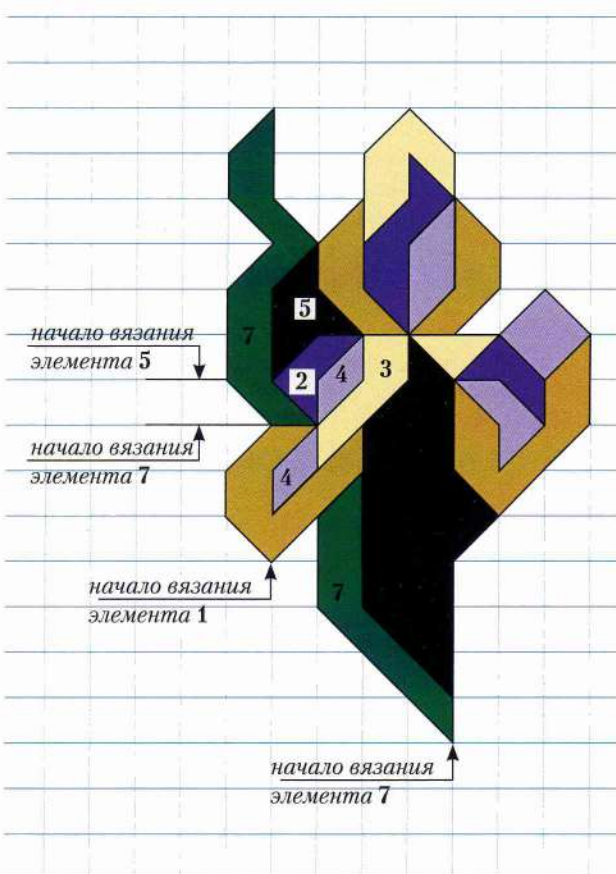 5
7
начало вязания
элемента 5
2
4
3
начало вязания
элемента 7
4
начало вязания
элемента 1
7
начало вязания
элемента 7